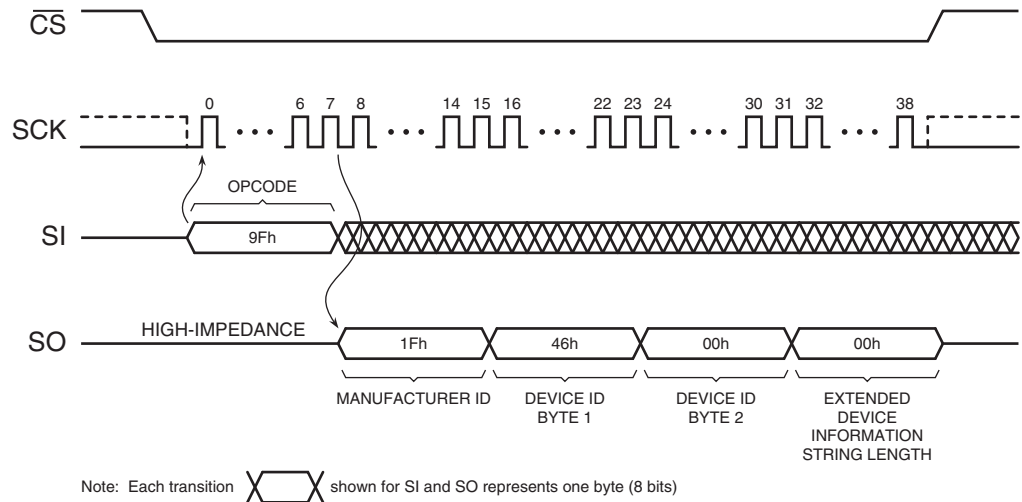 CS
0 6 7 8 14 15 16 22 23 24 30 31 32 38
SCK
OPCODE
SI
9Fh
HIGH-IMPEDANCE
SO
1Fh 46h 00h 00h
MANUFACTURER ID
DEVICE ID
BYTE 1
DEVICE ID
BYTE 2
EXTENDED
DEVICE
INFORMATION
STRING LENGTH
Note: Each transition shown for SI and SO represents one byte (8 bits)